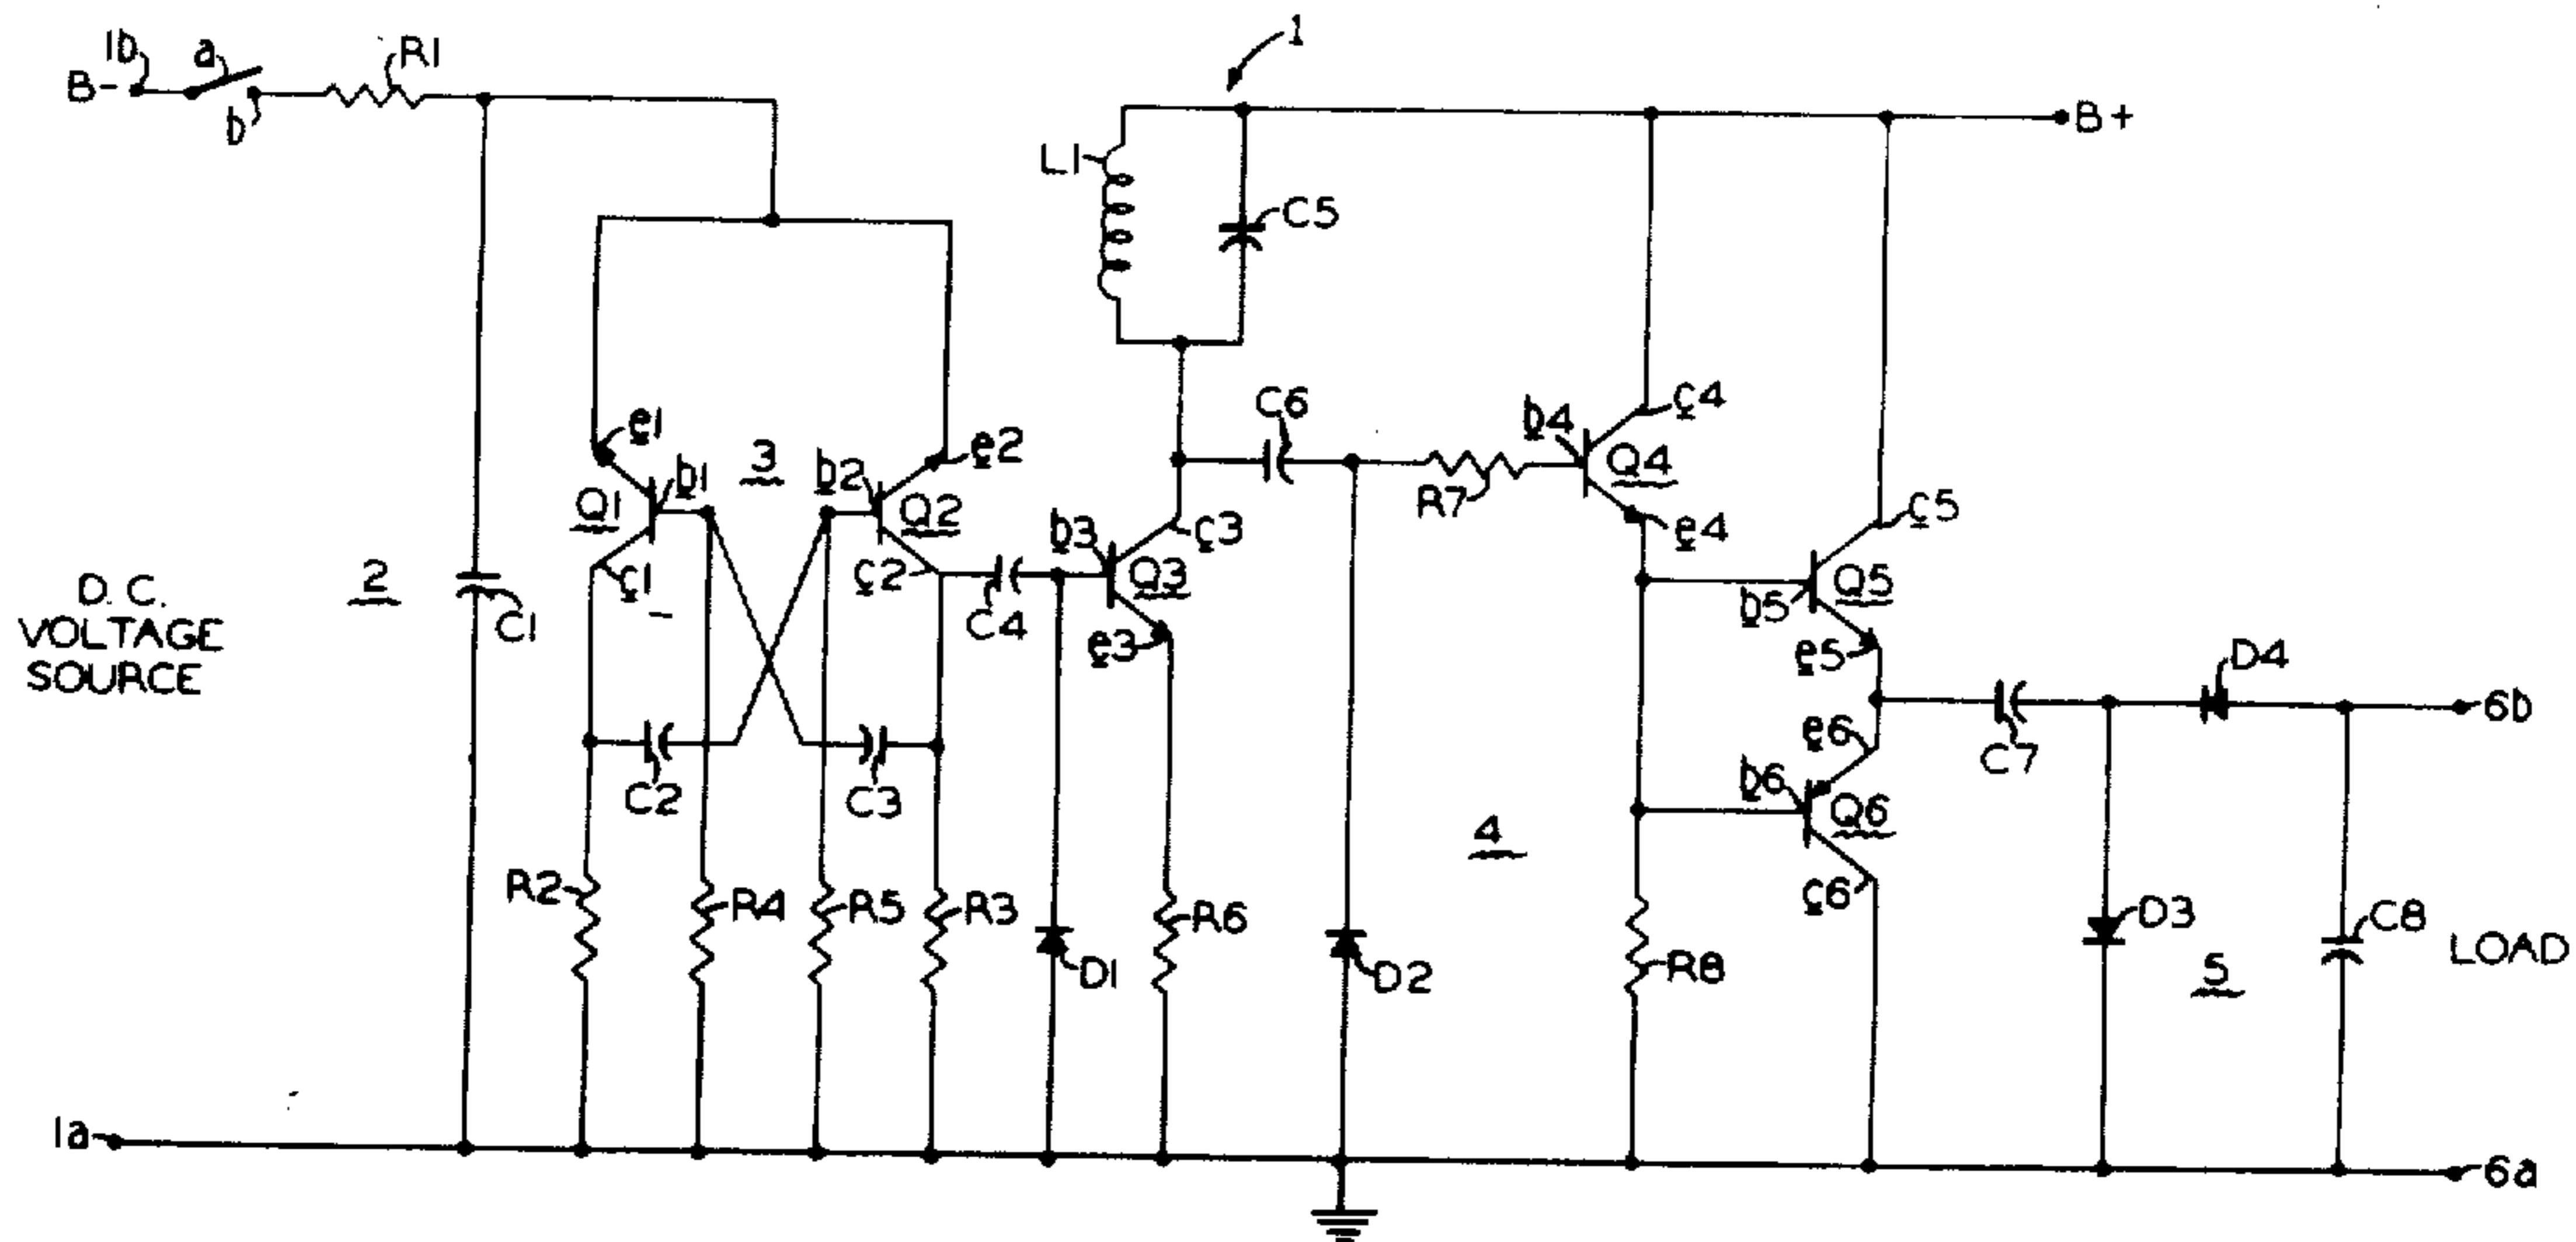 1
1b
a
R1
B-
b
B+
L1
C5
e1
3
b2
e2
C6
b4
c4
Q1
b1
Q2
R7
Q4
e4
c5
2
c1
c2
b3
c3
Q3
Q5
b5
D. C.
VOLTAGE
SOURCE
C1
C4
e3
e5
D4
6b
C2
C3
e6
C7
b6
Q6
4
R2
R4
R5
R3
R6
c6
D3
C8
LOAD
D1
D2
R8
5
1a
6a